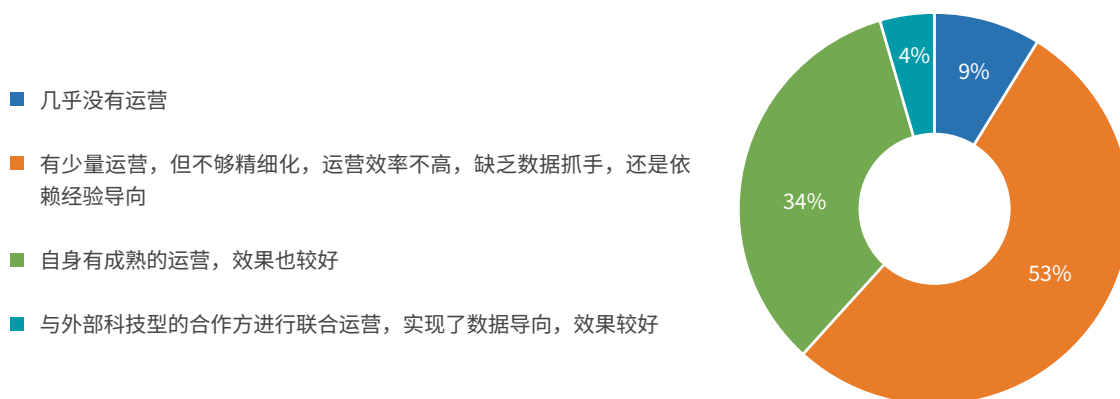 几乎没有运营
有少量运营，但不够精细化，运营效率不高，缺乏数据抓手，还是依
赖经验导向
自身有成熟的运营，效果也较好
与外部科技型的合作方进行联合运营，实现了数据导向，效果较好
4%
9%
34%
53%